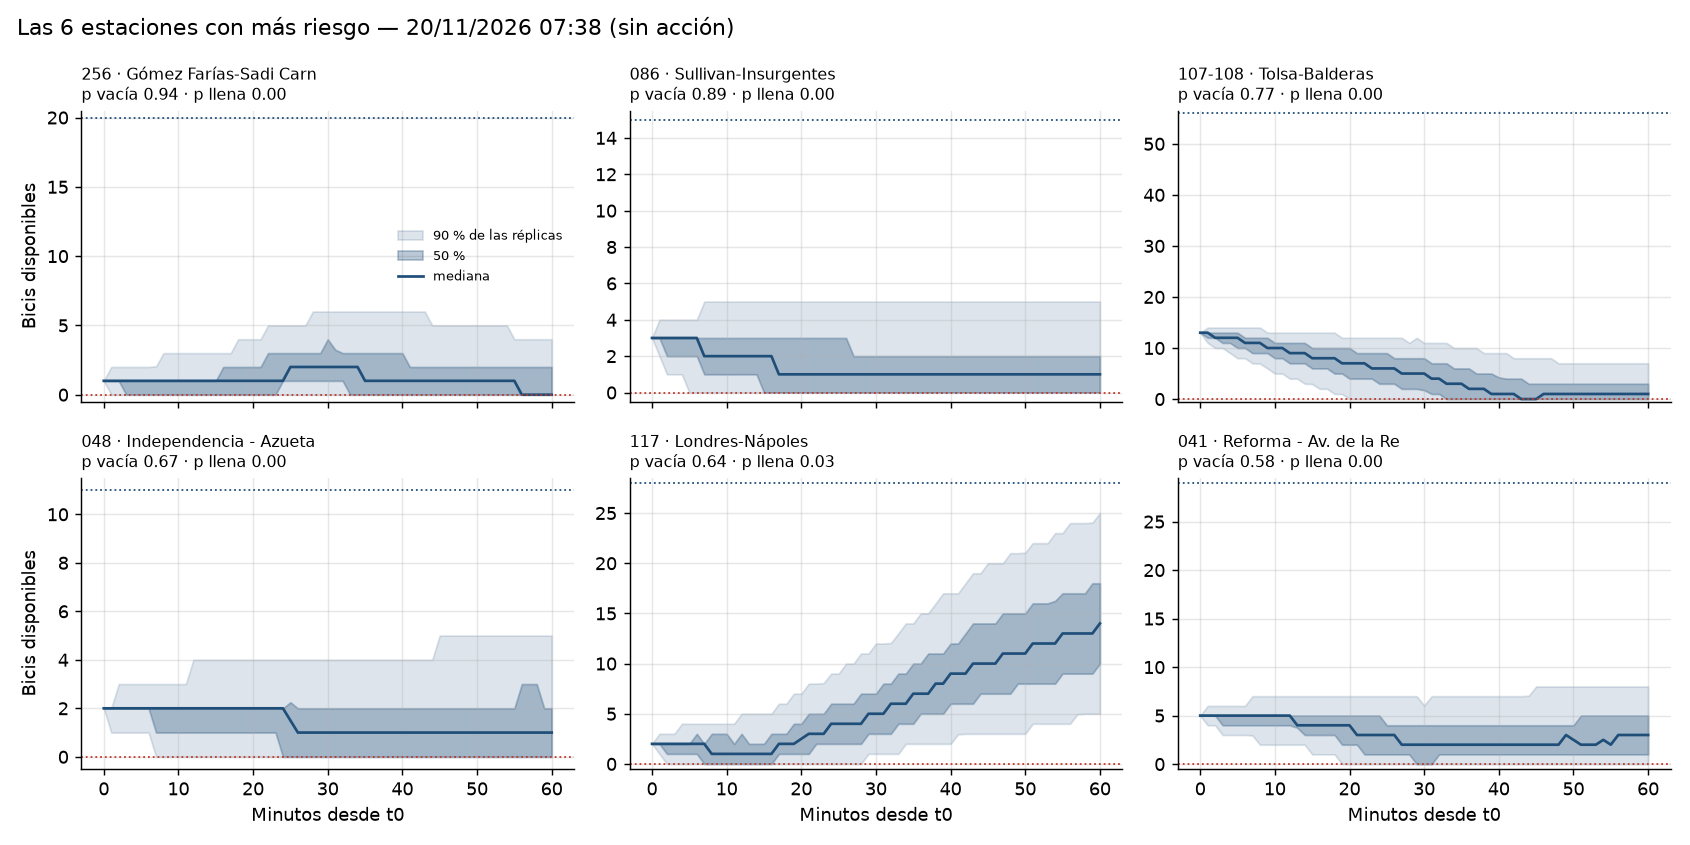 Las 6 estaciones con más riesgo — 20/11/2026 07:38 (sin acción)
256 · Gómez Farías-Sadi Carn
p vacía 0.94 · p llena 0.00
20
15
10
5
0
Bicis disponibles
90 % de las réplicas
50 %
mediana
086 · Sullivan-Insurgentes
p vacía 0.89 · p llena 0.00
14
12
10
8
6
4
2
0
107-108 · Tolsa-Balderas
p vacía 0.77 · p llena 0.00
50
40
30
20
10
0
048 · Independencia - Azueta
p vacía 0.67 · p llena 0.00
10
8
6
4
2
0
Bicis disponibles
0 10 20 30 40 50 60
Minutos desde t0
117 · Londres-Nápoles
p vacía 0.64 · p llena 0.03
25
20
15
10
5
0
0 10 20 30 40 50 60
Minutos desde t0
041 · Reforma - Av. de la Re
p vacía 0.58 · p llena 0.00
25
20
15
10
5
0
0 10 20 30 40 50 60
Minutos desde t0